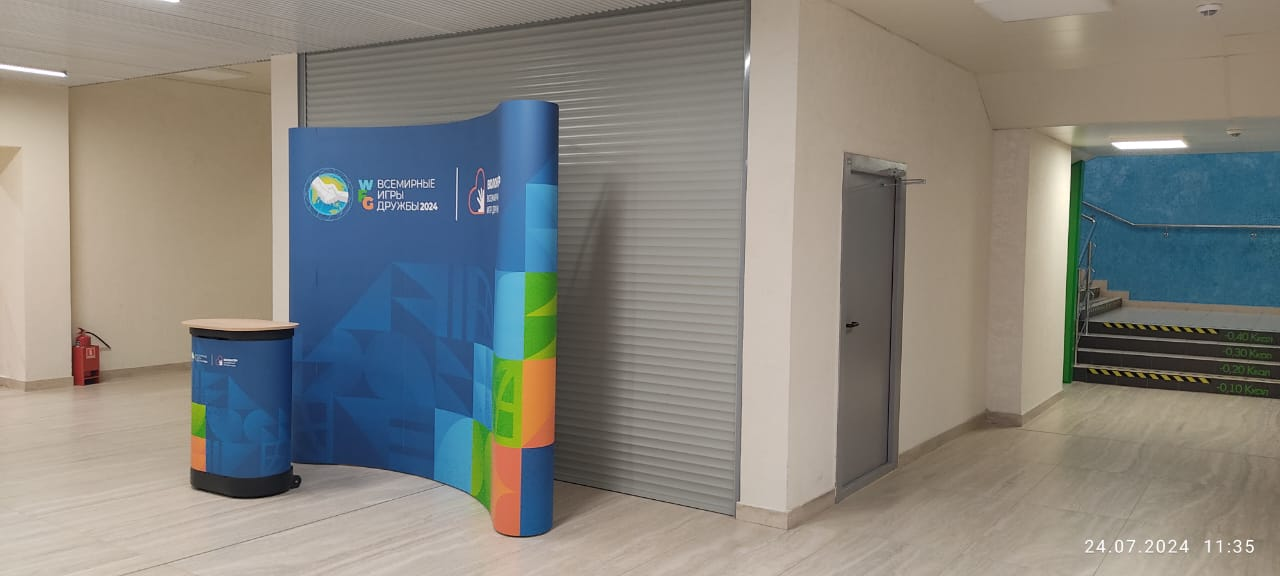 WFG
ВСЕМИРНЫЕ
ИГРЫ
ДРУЖБЫ 2024
-0,40 Ккал
-0,30 Ккал
-0,20 Ккал
-0,10 Ккал
24.07.2024 11:35